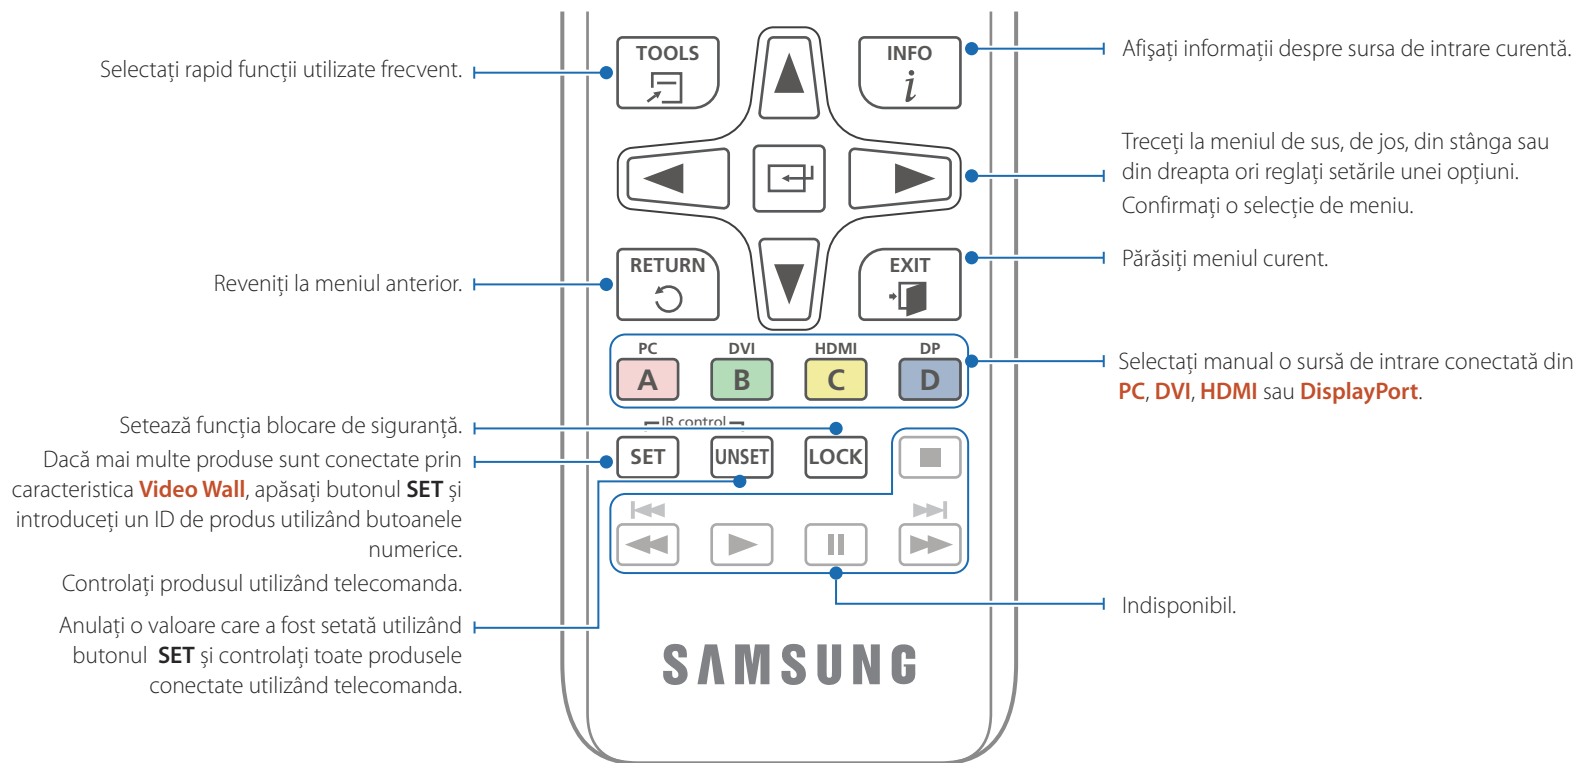 TOOLS
INFO
i
Selectați rapid funcții utilizate frecvent.
Afişați informații despre sursa de intrare curentă.
Treceți la meniul de sus, de jos, din stânga sau
din dreapta ori reglați setările unei opțiuni.
Confirmați o selecție de meniu.
RETURN
EXIT
Reveniți la meniul anterior.
Părăsiți meniul curent.
PC DVI HDMI DP
A B C D
Selectați manual o sursă de intrare conectată din
PC, DVI, HDMI sau DisplayPort.
Setează funcția blocare de siguranță.
IR control
SET UNSET LOCK
Dacă mai multe produse sunt conectate prin
caracteristica Video Wall, apăsați butonul SET și
introduceți un ID de produs utilizând butoanele
numerice.
Controlați produsul utilizând telecomanda.
Anulați o valoare care a fost setată utilizând
butonul SET și controlați toate produsele
conectate utilizând telecomanda.
Indisponibil.
SAMSUNG